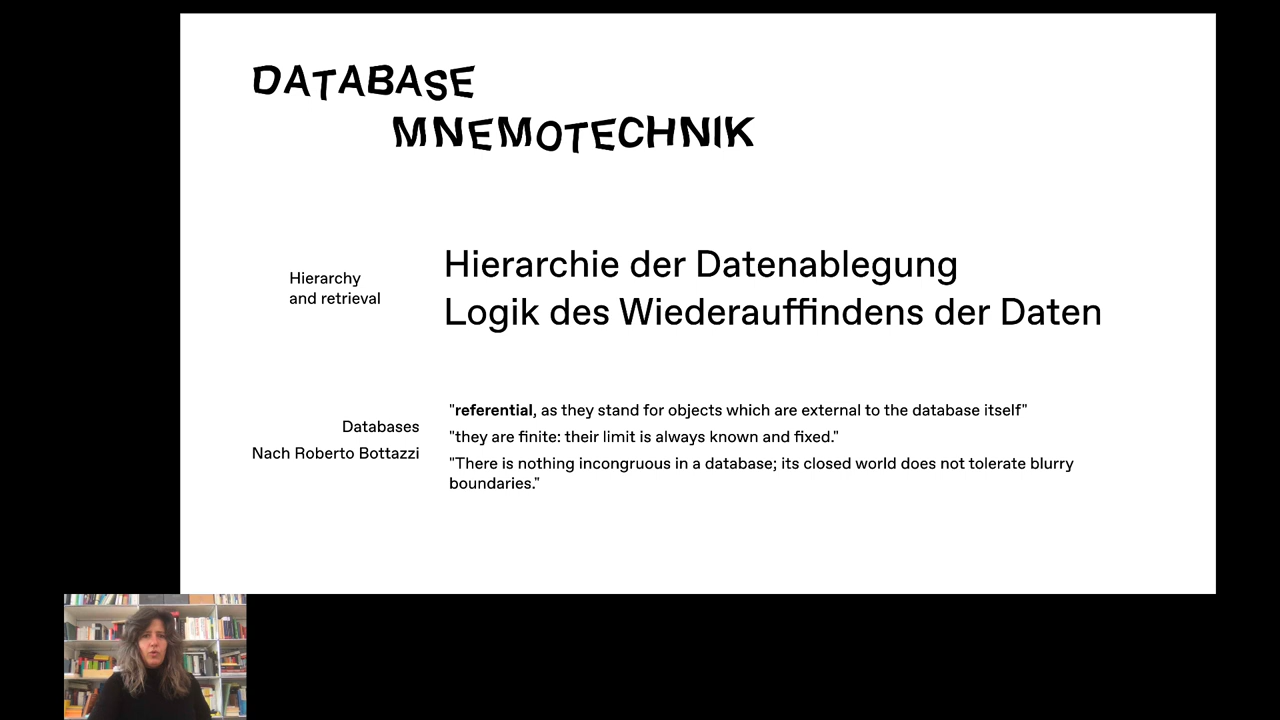 DATABASE
MNEMOTECHNIK
Hierarchy
and retrieval
Hierarchie der Datenablegung
Logik des Wiederauffindens der Daten
Databases
Nach Roberto Bottazzi
"referential, as they stand for objects which are external to the database itself"
"they are finite: their limit is always known and fixed."
"There is nothing incongruous in a database; its closed world does not tolerate blurry
boundaries."